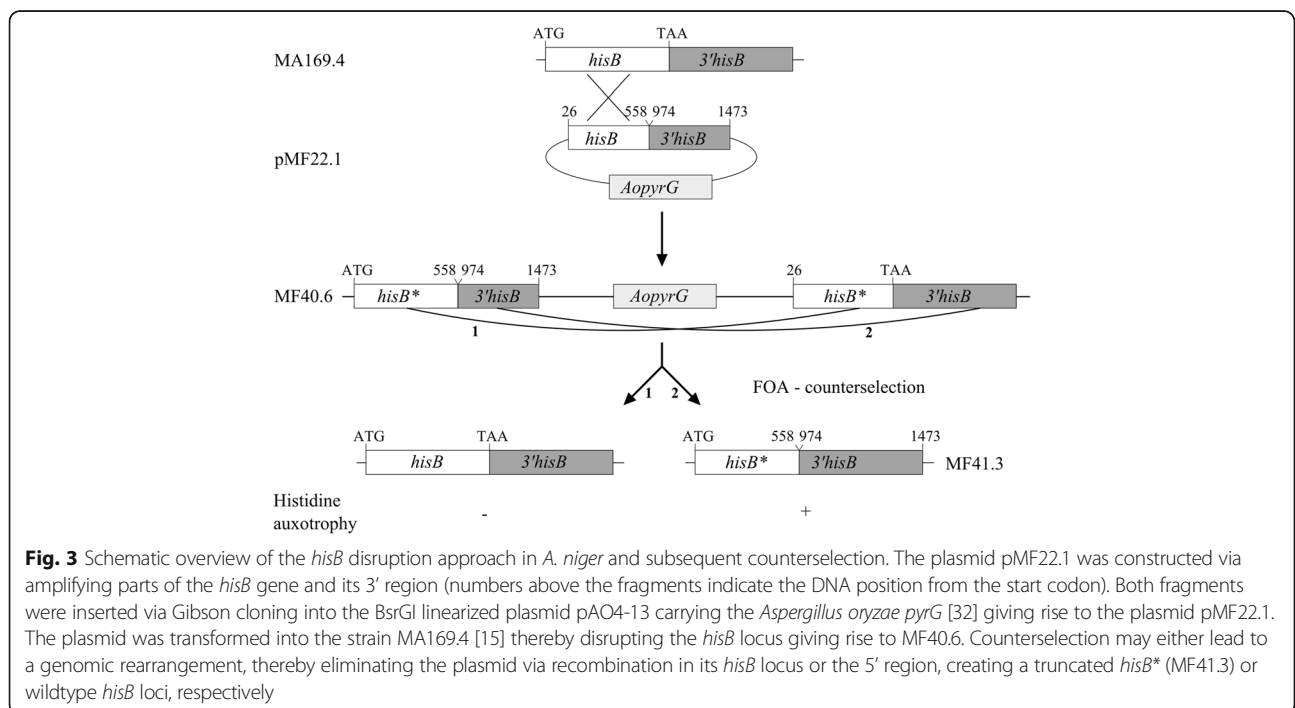 ATG TAA
MA169.4 hisB 3'hisB
26 558 974 1473
hisB 3'hisB
pMF22.1
AopyrG
ATG 558 974 1473 26 TAA
MF40.6 hisB* 3'hisB AopyrG hisB* 3'hisB
1 2
FOA - counterselection
1 2
ATG TAA ATG 558 974 1473
hisB 3'hisB hisB* 3'hisB MF41.3
Histidine
auxotrophy - +
Fig. 3 Schematic overview of the hisB disruption approach in A. niger and subsequent counterselection. The plasmid pMF22.1 was constructed via
amplifying parts of the hisB gene and its 3′ region (numbers above the fragments indicate the DNA position from the start codon). Both fragments
were inserted via Gibson cloning into the BsrGI linearized plasmid pAO4-13 carrying the Aspergillus oryzae pyrG [32] giving rise to the plasmid pMF22.1.
The plasmid was transformed into the strain MA169.4 [15] thereby disrupting the hisB locus giving rise to MF40.6. Counterselection may either lead to
a genomic rearrangement, thereby eliminating the plasmid via recombination in its hisB locus or the 5′ region, creating a truncated hisB* (MF41.3) or
wildtype hisB loci, respectively